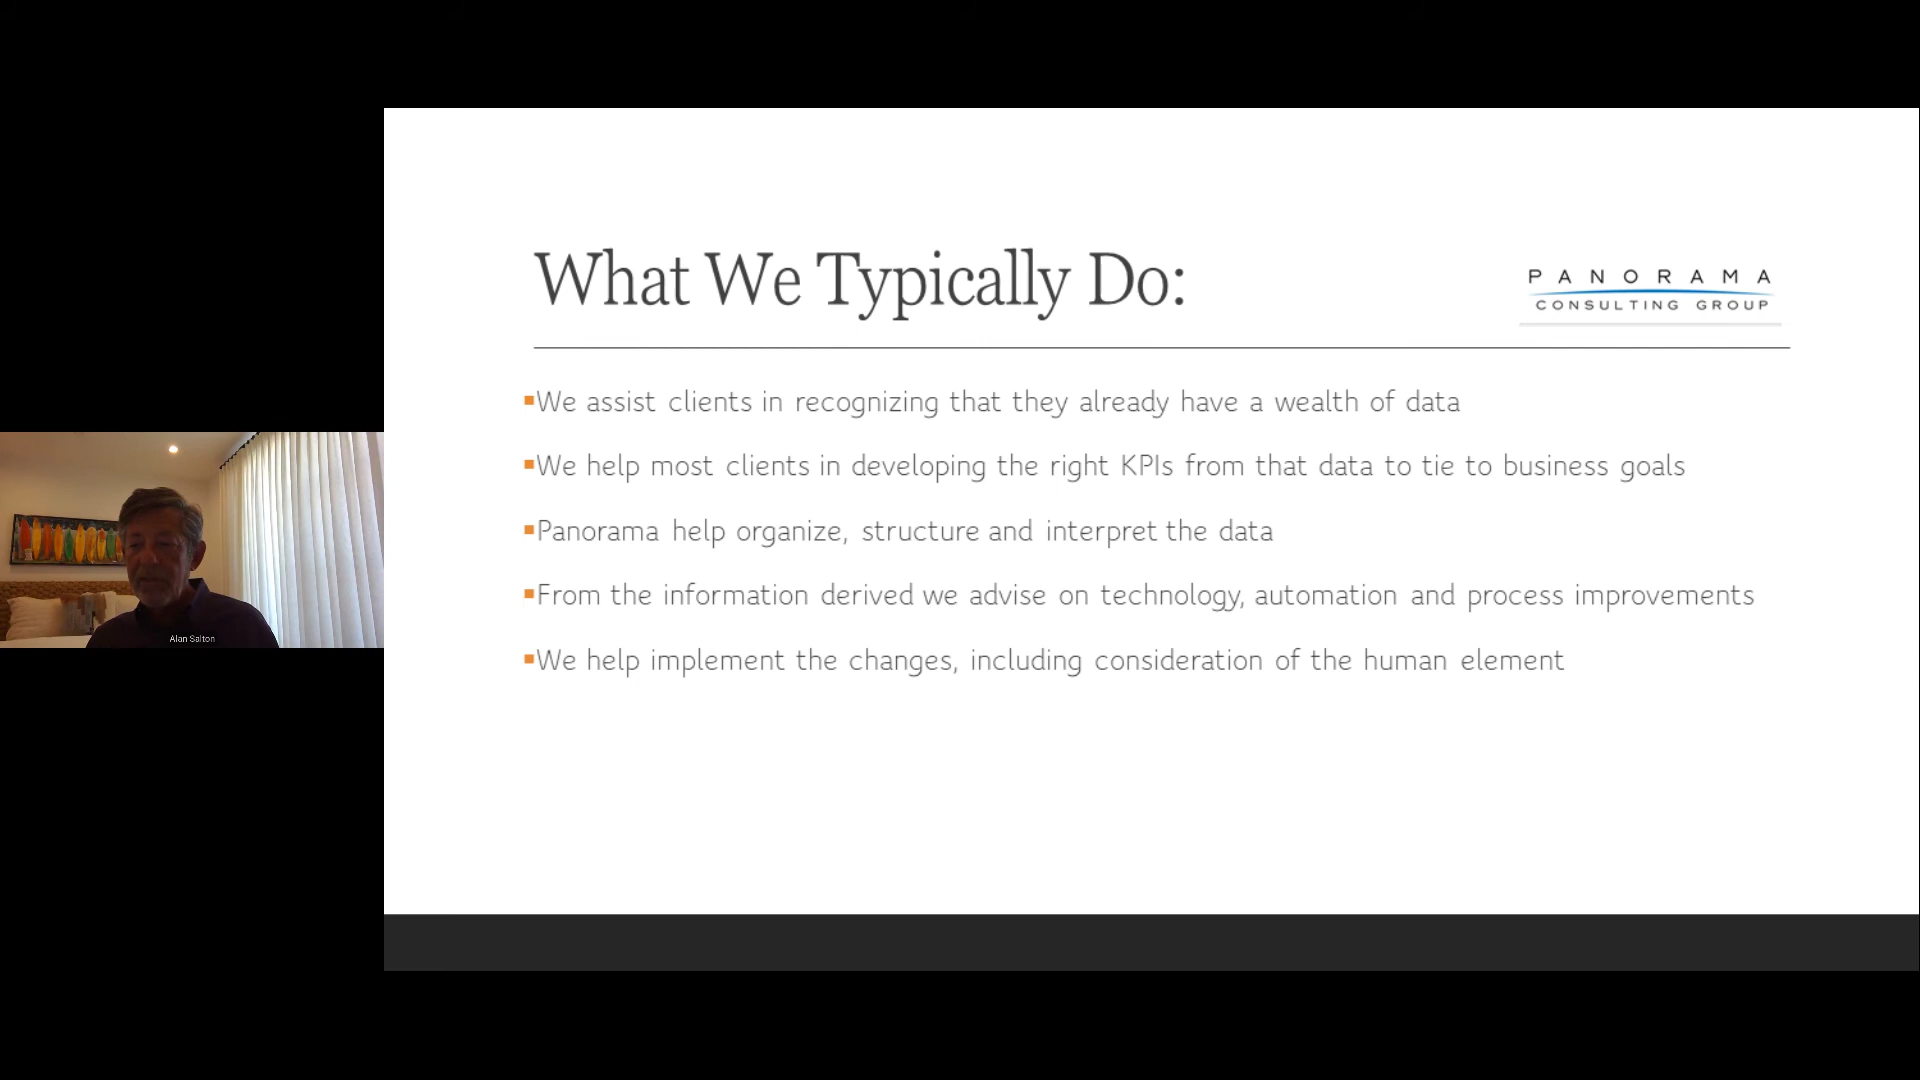 What We Typically Do:
PANORAMA
CONSULTING GROUP
▪We assist clients in recognizing that they already have a wealth of data
▪We help most clients in developing the right KPIs from that data to tie to business goals
▪Panorama help organize, structure and interpret the data
▪From the information derived we advise on technology, automation and process improvements
▪We help implement the changes, including consideration of the human element
Alan Salton